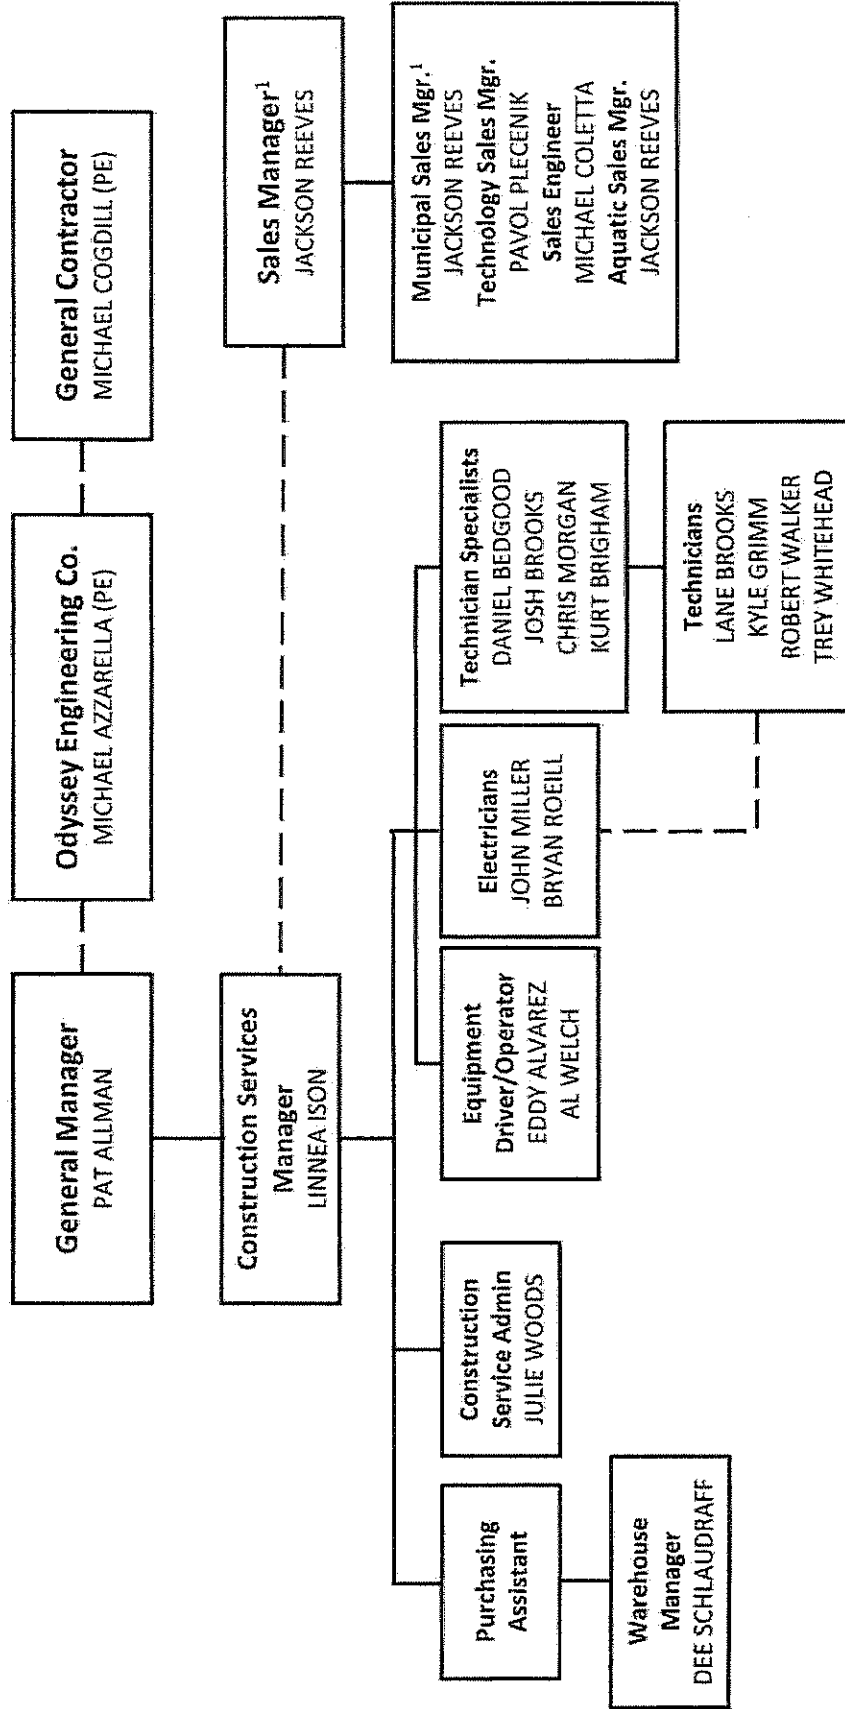 General Manager
PAT ALLMAN
Odyssey Engineering Co.
MICHAEL AZZARELLA (PE)
General Contractor
MICHAEL COGDILL (PE)
Construction Services
Manager
LINNEA ISON
Sales Manager¹
JACKSON REEVES
Purchasing
Assistant
Construction
Service Admin
JULIE WOODS
Equipment
Driver/Operator
EDDY ALVAREZ
AL WELCH
Electricians
JOHN MILLER
BRYAN ROEILL
Technician Specialists
DANIEL BEDGOOD
JOSH BROOKS
CHRIS MORGAN
KURT BRIGHAM
Municipal Sales Mgr.¹
JACKSON REEVES
Technology Sales Mgr.
PAVOL PLECENIK
Sales Engineer
MICHAEL COLETTA
Aquatic Sales Mgr.
JACKSON REEVES
Warehouse
Manager
DEE SCHLAUDRAFF
Technicians
LANE BROOKS
KYLE GRIMM
ROBERT WALKER
TREY WHITEHEAD